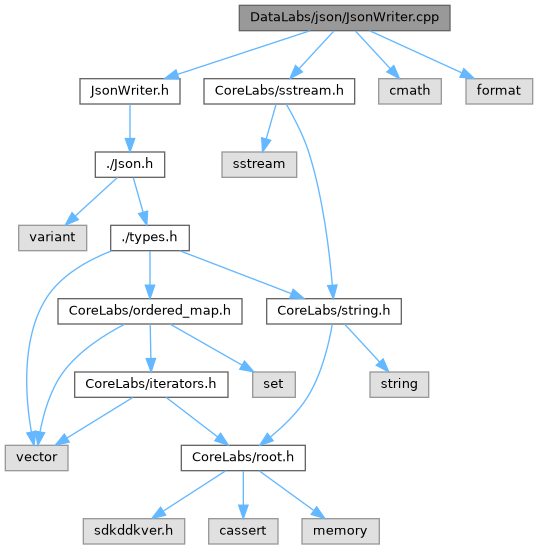 DataLabs/json/JsonWriter.cpp
JsonWriter.h
CoreLabs/sstream.h
cmath
format
./Json.h
sstream
variant
./types.h
CoreLabs/ordered_map.h
CoreLabs/string.h
CoreLabs/iterators.h
set
string
vector
CoreLabs/root.h
sdkddkver.h
cassert
memory